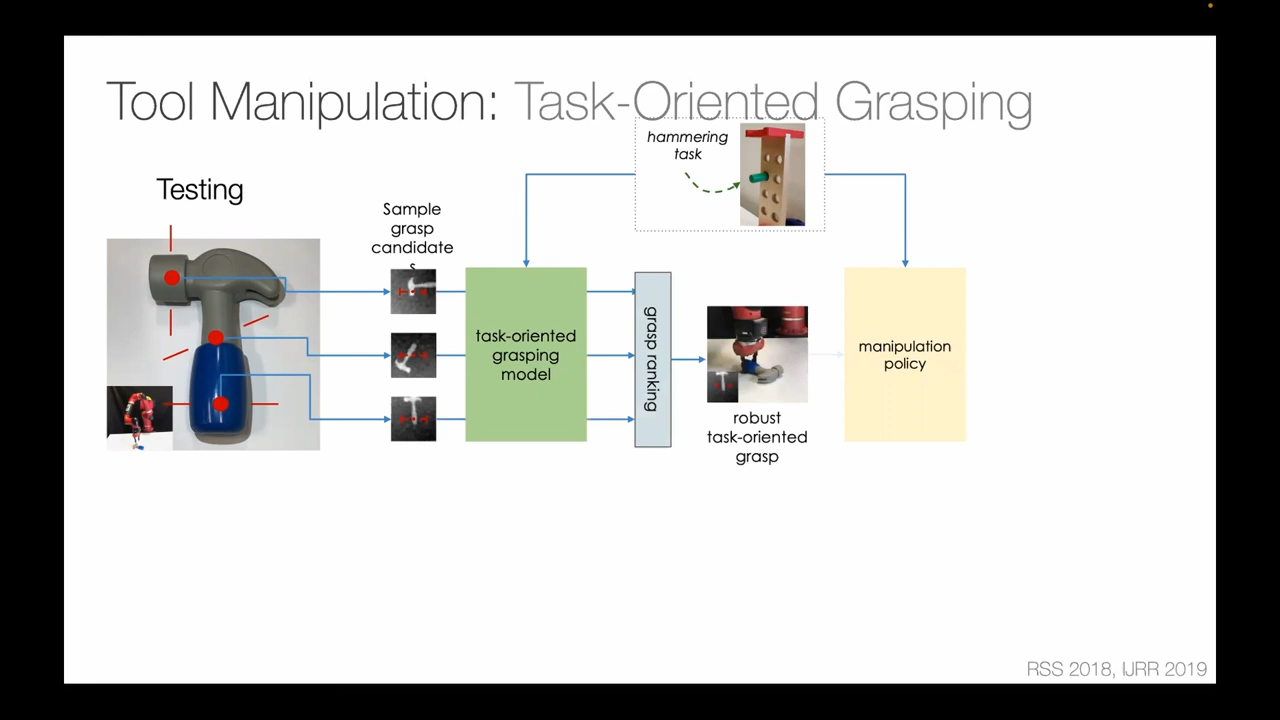 Tool Manipulation: Task-Oriented Grasping
hammering
task
Testing
Sample
grasp
candidate
s
task-oriented
grasping
model
grasp ranking
robust
task-oriented
grasp
manipulation
policy
RSS 2018, IJRR 2019